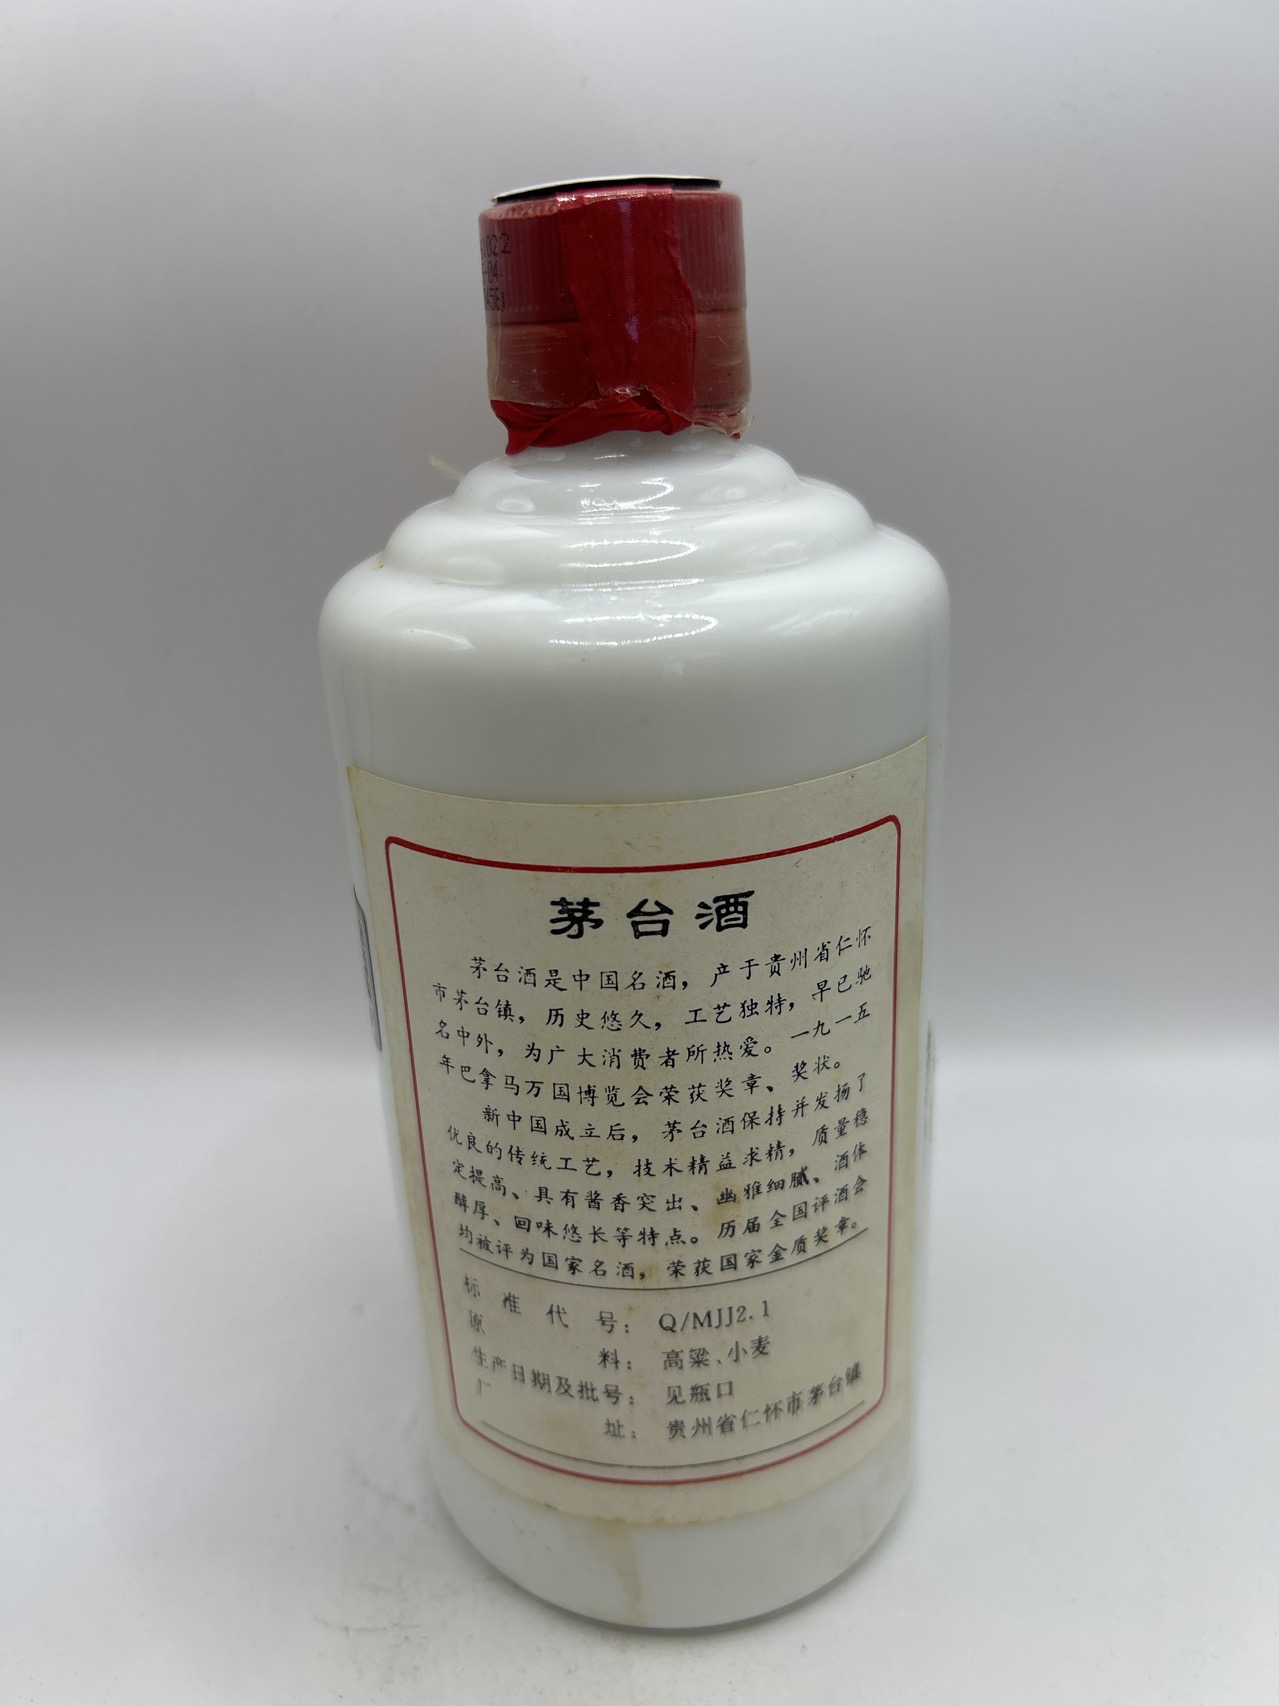 茅台酒
茅台酒是中国名酒，产于贵州省仁怀
市茅台镇，历史悠久，工艺独特，早已驰
名中外，为广大消费者所热爱。一九一五
年巴拿马万国博览会荣获奖章、奖状。
新中国成立后，茅台酒保持并发扬了
优良的传统工艺，技术精益求精，质量稳
定提高、具有酱香突出、幽雅细腻、酒体
醇厚、回味悠长等特点。历届全国评酒会
均被评为国家名酒，荣获国家金质奖章。
标准代号：Q/MJJ2.1
原料：高粱、小麦
生产日期及批号：见瓶口
厂址：贵州省仁怀市茅台镇